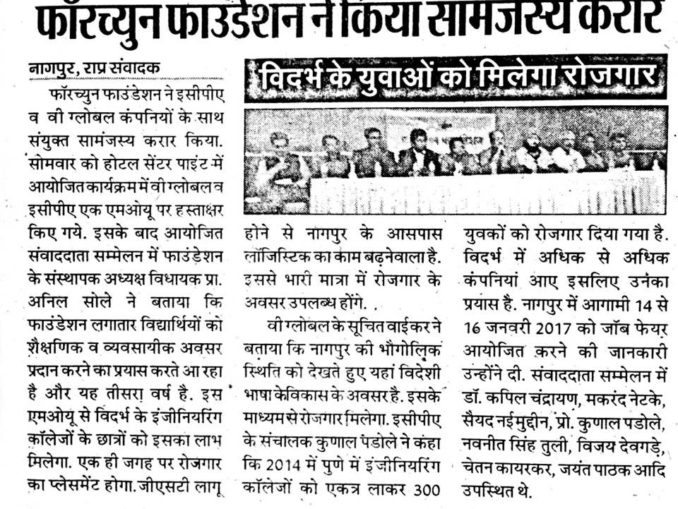 फॉरच्युन फाउंडेशन ने किया सामंजस्य करार
नागपुर, राप्र संवादक
फॉरच्युन फाउंडेशन ने इसीपीए
व वी ग्लोबल कंपनियों के साथ
संयुक्त सामंजस्य करार किया.
सोमवार को होटल सेंटर पाइंट में
आयोजित कार्यक्रम में वी ग्लोबल व
इसीपीए एक एमओयू पर हस्ताक्षर
किए गये. इसके बाद आयोजित
संवाददाता सम्मेलन में फाउंडेशन
के संस्थापक अध्यक्ष विधायक प्रा.
अनिल सोले ने बताया कि
फाउंडेशन लगातार विद्यार्थियों को
शैक्षणिक व व्यवसायीक अवसर
प्रदान करने का प्रयास करते आ रहा
है और यह तीसरा वर्ष है. इस
एमओयू से विदर्भ के इंजीनियरिंग
कॉलेजों के छात्रों को इसका लाभ
मिलेगा. एक ही जगह पर रोजगार
का प्लेसमेंट होगा. जीएसटी लागू
विदर्भ के युवाओं को मिलेगा रोजगार
होने से नागपुर के आसपास
लॉजिस्टिक का काम बढ़नेवाला है.
इससे भारी मात्रा में रोजगार के
अवसर उपलब्ध होंगे.
वी ग्लोबल के सूचित वाईकर ने
बताया कि नागपुर की भौगोलिक
स्थिति को देखते हुए यहां विदेशी
भाषा के विकास के अवसर है. इसके
माध्यम से रोजगार मिलेगा. इसीपीए
के संचालक कुणाल पंडोले ने कहा
कि 2014 में पुणे में इंजीनियरिंग
कॉलेजों को एकत्र लाकर 300
युवकों को रोजगार दिया गया है.
विदर्भ में अधिक से अधिक
कंपनियां आए इसलिए उनका
प्रयास है. नागपुर में आगामी 14 से
16 जनवरी 2017 को जॉब फेयर
आयोजित करने की जानकारी
उन्होंने दी. संवाददाता सम्मेलन में
डॉ. कपिल चंद्रायण, मकरंद नेटके,
सैयद नईमुद्दीन, प्रो. कुणाल पडोले,
नवनीत सिंह तुली, विजय देवगड़े,
चेतन कायरकर, जयंत पाठक आदि
उपस्थित थे.